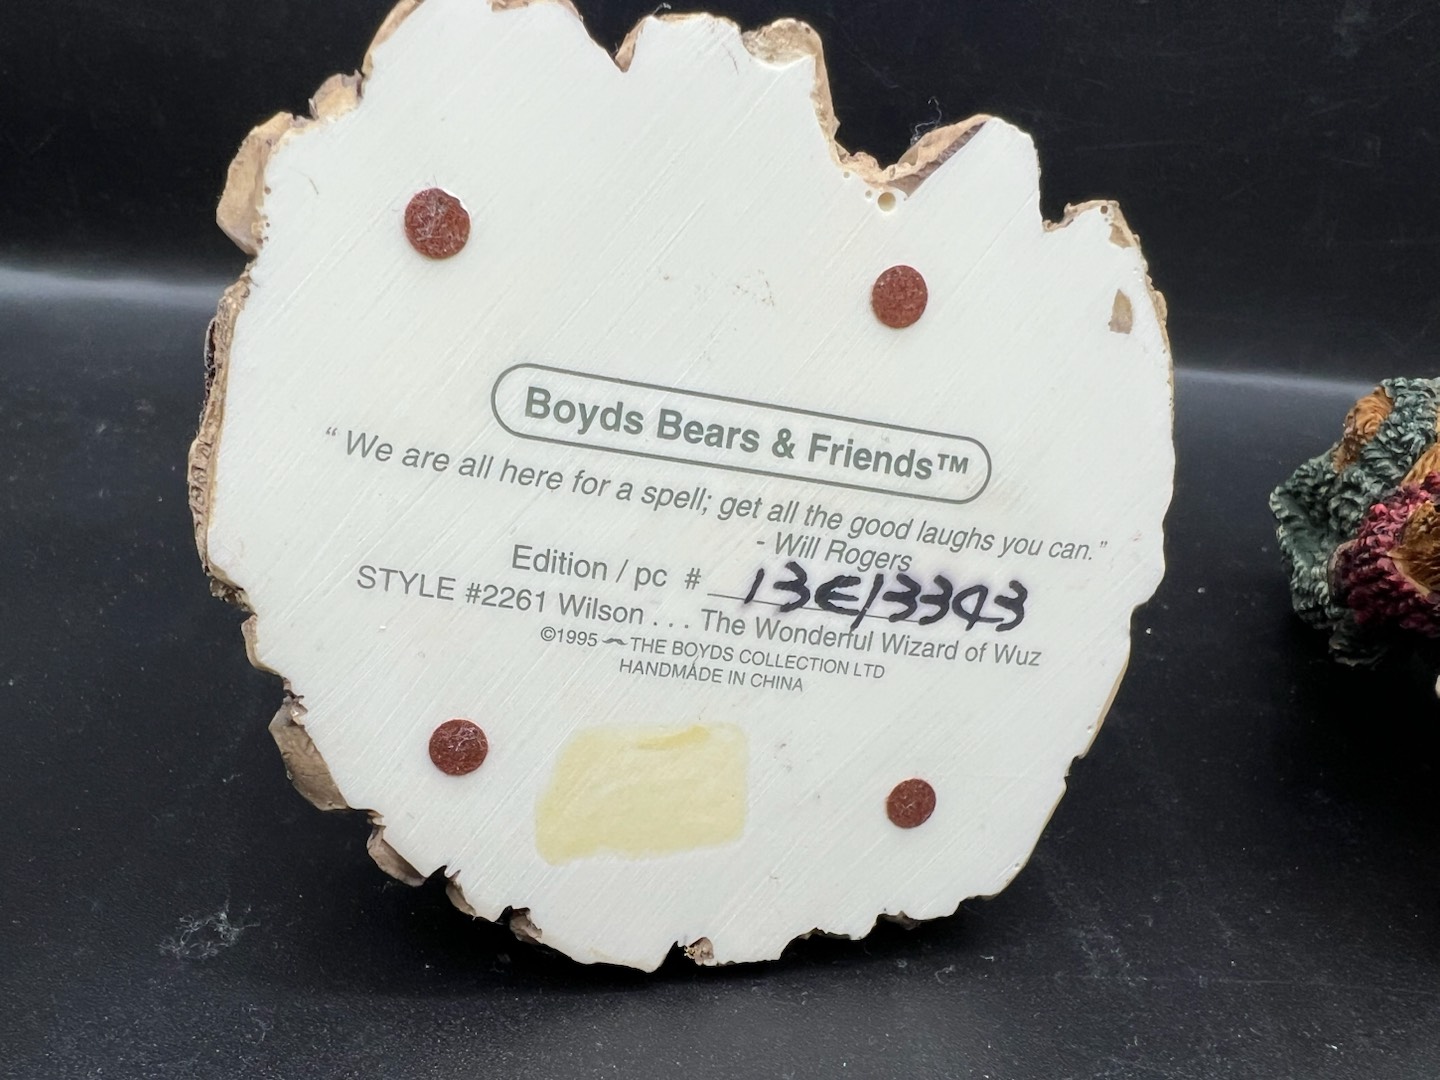 Boyds Bears & Friends™
“ We are all here for a spell; get all the good laughs you can.”
- Will Rogers
Edition / pc # 13E/3343
STYLE #2261 Wilson . . . The Wonderful Wizard of Wuz
©1995 THE BOYDS COLLECTION LTD
HANDMADE IN CHINA